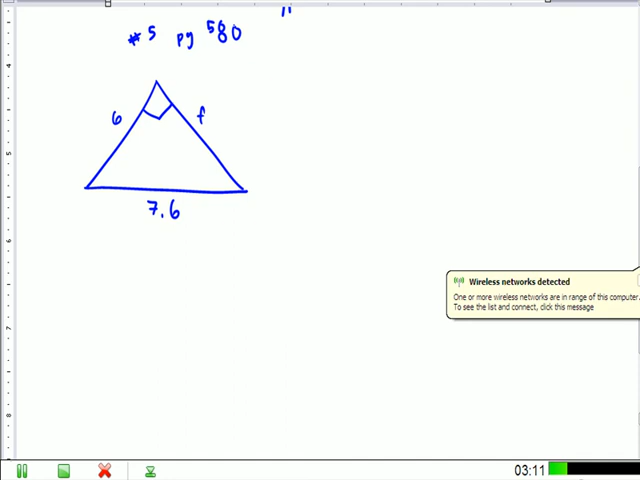 # 5 pg 580
6 f
7.6
Wireless networks detected
One or more wireless networks are in range of this computer.
To see the list and connect, click this message
03:11